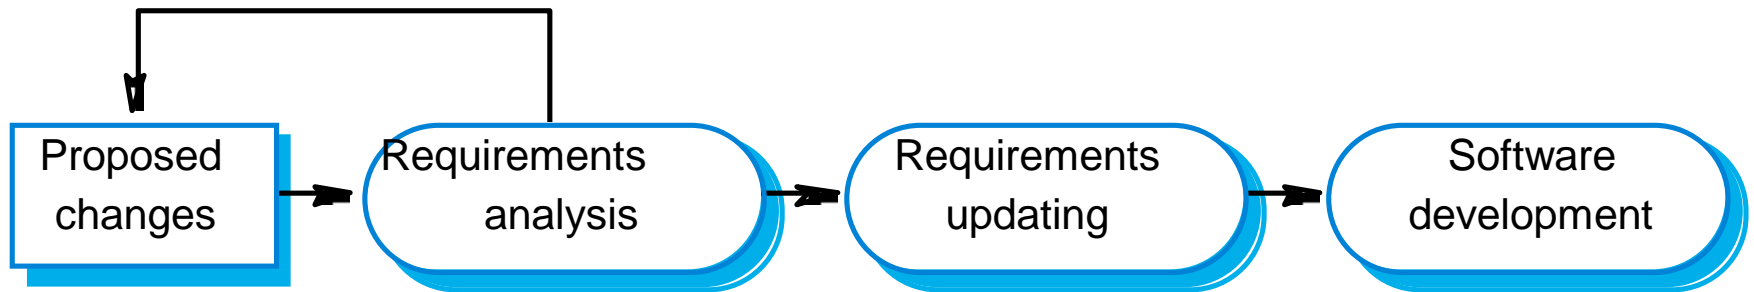 Proposed
changes
Requirements
analysis
Requirements
updating
Software
development